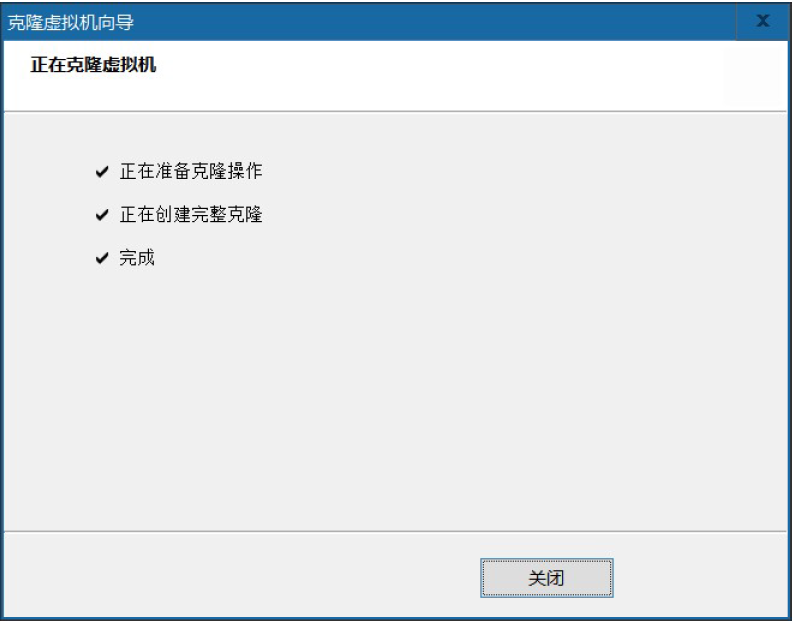 克隆虚拟机向导
正在克隆虚拟机
✔ 正在准备克隆操作
✔ 正在创建完整克隆
✔ 完成
关闭